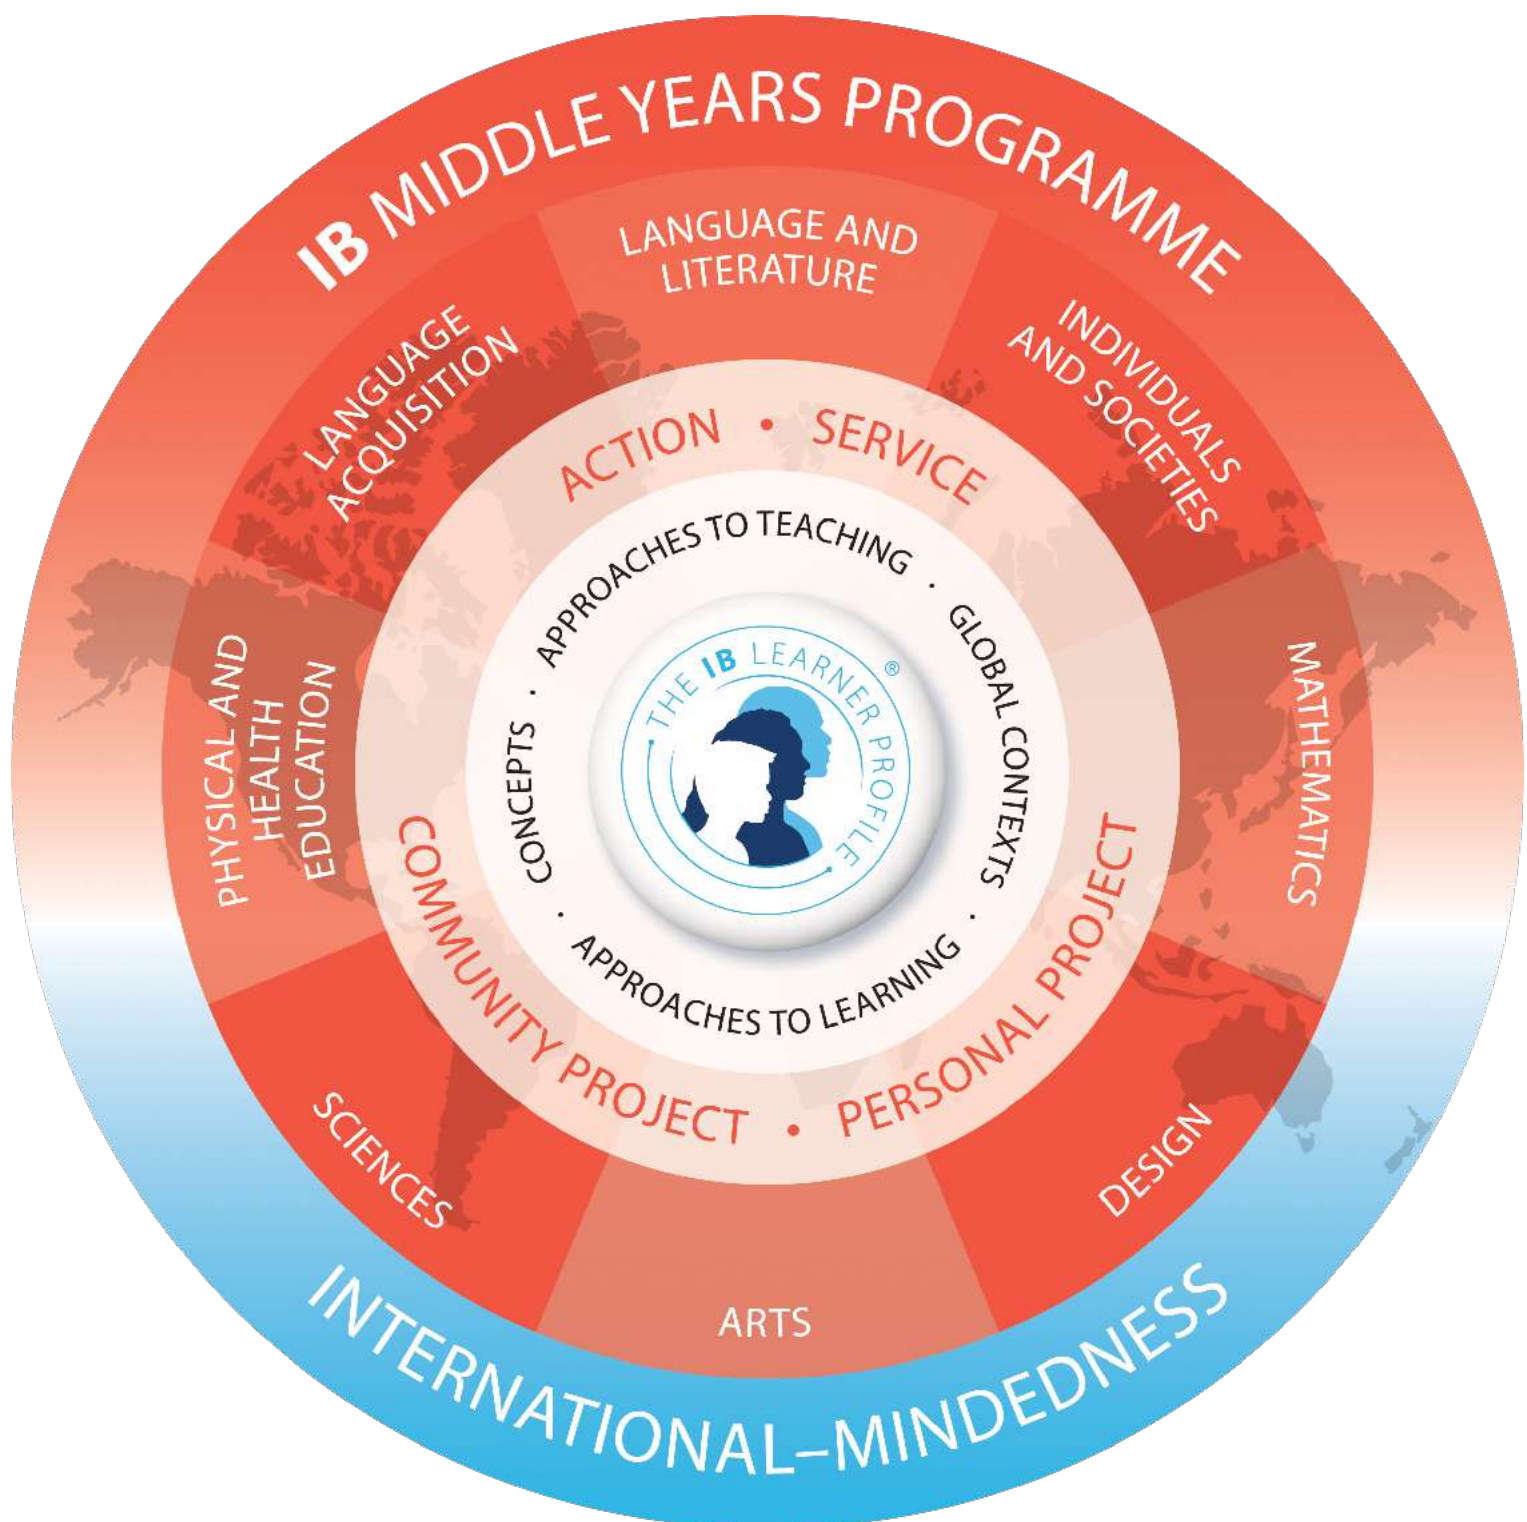 IB MIDDLE YEARS PROGRAMME
LANGUAGE AND
LITERATURE
INDIVIDUALS
AND SOCIETIES
MATHEMATICS
DESIGN
ARTS
SCIENCES
PHYSICAL AND
HEALTH
EDUCATION
LANGUAGE
ACQUISITION
ACTION • SERVICE
COMMUNITY PROJECT • PERSONAL PROJECT
APPROACHES TO TEACHING · GLOBAL CONTEXTS ·
CONCEPTS · APPROACHES TO LEARNING
THE IB LEARNER PROFILE ®
INTERNATIONAL–MINDEDNESS